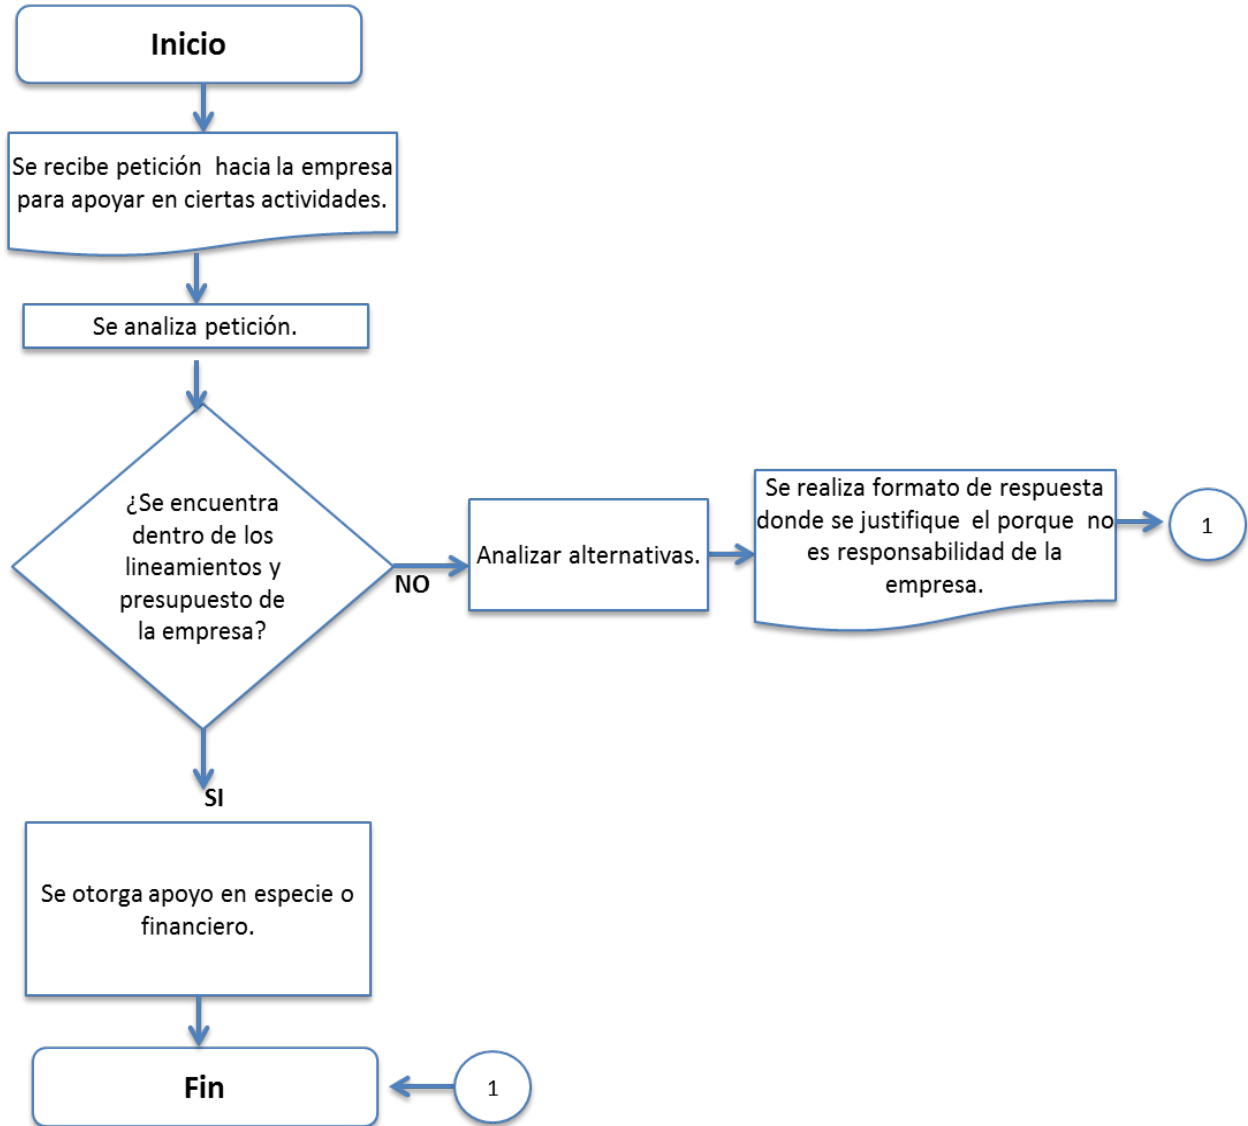 Inicio
Se recibe petición hacia la empresa
para apoyar en ciertas actividades.
Se analiza petición.
¿Se encuentra
dentro de los
lineamientos y
presupuesto de
la empresa?
NO
Analizar alternativas.
Se realiza formato de respuesta
donde se justifique el porque no
es responsabilidad de la
empresa.
1
SI
Se otorga apoyo en especie o
financiero.
Fin
1